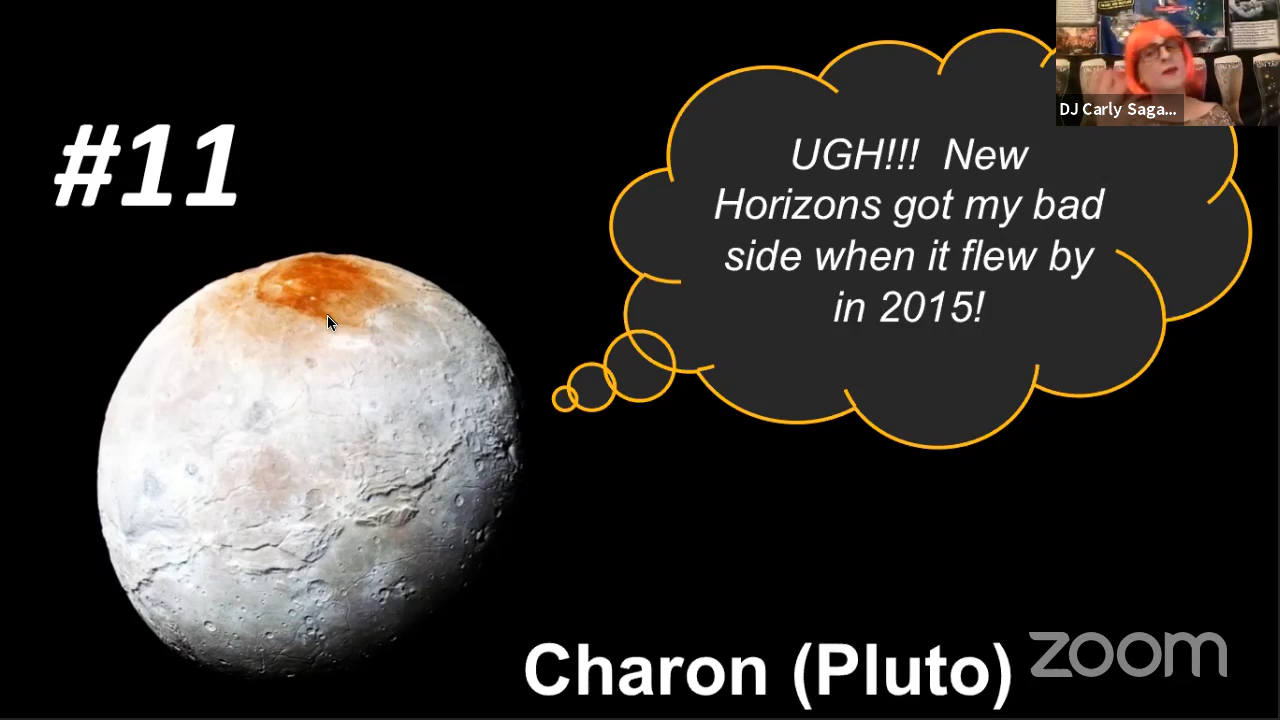 #11
UGH!!! New
Horizons got my bad
side when it flew by
in 2015!
DJ Carly Saga...
Charon (Pluto)
zoom